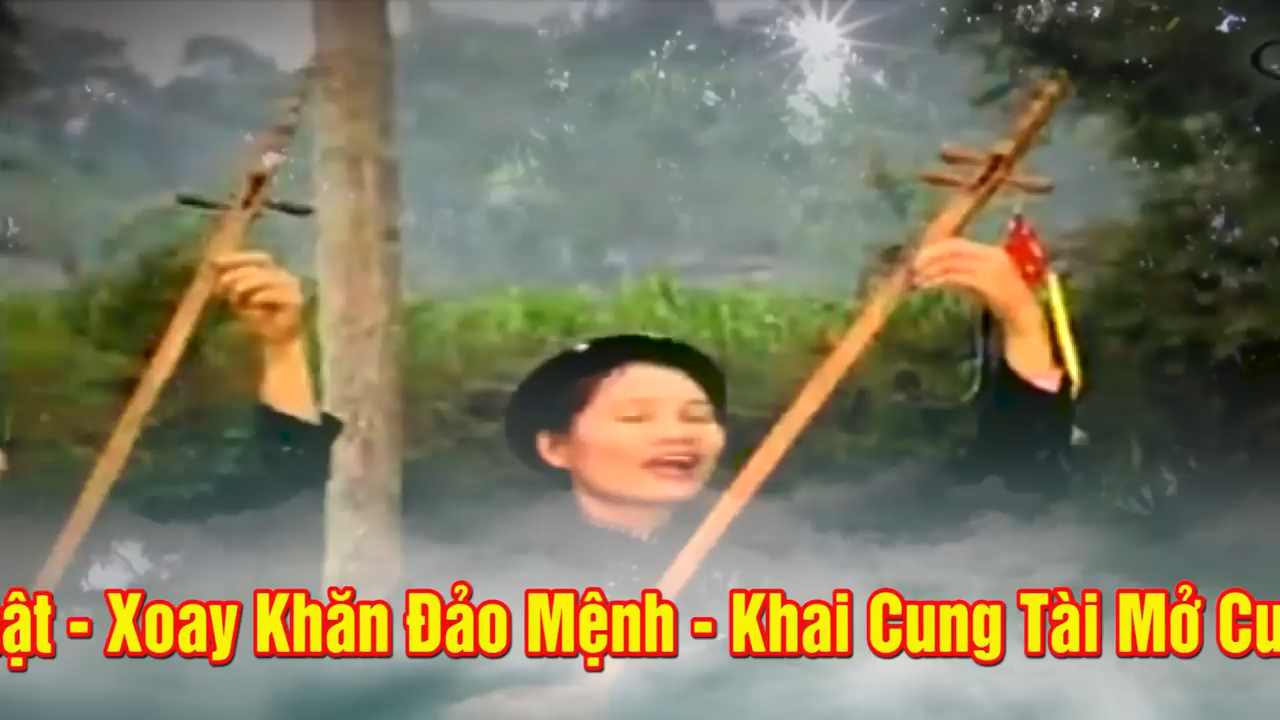 - Xoay Khăn Đảo Mệnh - Khai Cung Tài Mở